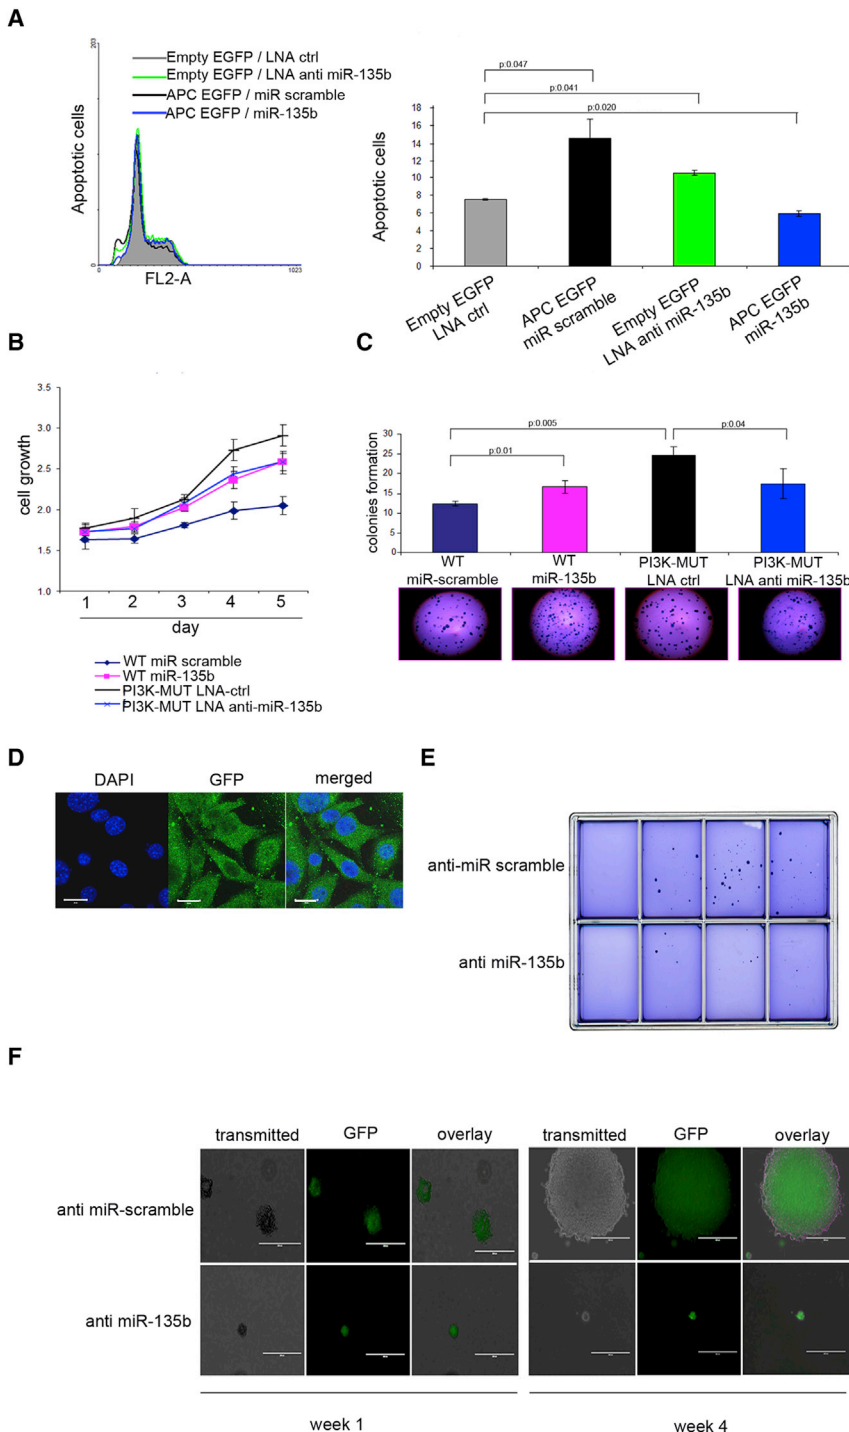 A
203
Apoptotic cells
0
0
1023
FL2-A
Empty EGFP / LNA ctrl
Empty EGFP / LNA anti miR-135b
APC EGFP / miR scramble
APC EGFP / miR-135b
p:0.047
p:0.041
p:0.020
Apoptotic cells
18
16
14
12
10
8
6
4
2
0
Empty EGFP
LNA ctrl
APC EGFP
miR scramble
Empty EGFP
LNA anti miR-135b
APC EGFP
miR-135b
B
cell growth
3.5
3.0
2.5
2.0
1.5
1.0
1 2 3 4 5
day
WT miR scramble
WT miR-135b
PI3K-MUT LNA-ctrl
PI3K-MUT LNA anti-miR-135b
C
colonies formation
30
25
20
15
10
5
0
p:0.005
p:0.01
p:0.04
WT
miR-scramble
WT
miR-135b
PI3K-MUT
LNA ctrl
PI3K-MUT
LNA anti miR-135b
D
DAPI GFP merged
E
anti-miR scramble
anti miR-135b
F
transmitted GFP overlay transmitted GFP overlay
anti miR-scramble
anti miR-135b
week 1 week 4